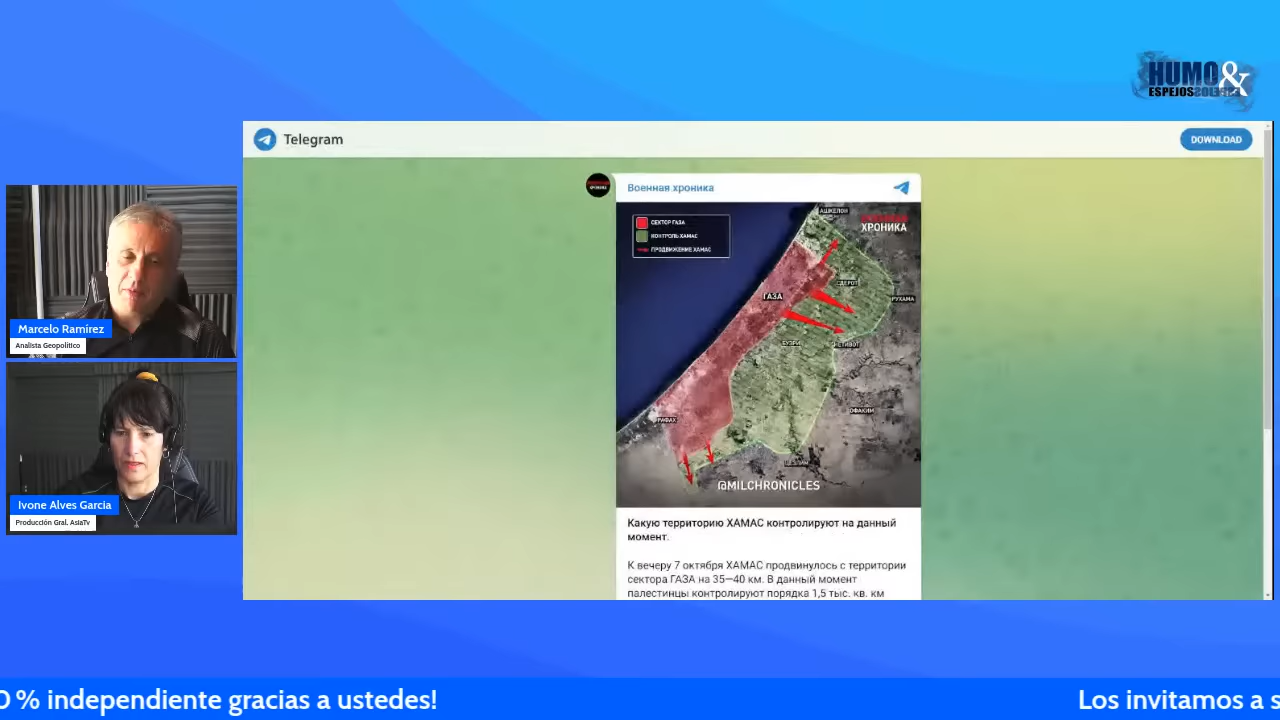 HUMO&
ESPEJOS
Telegram
DOWNLOAD
Военная хроника
АШКЕЛОН
ХРОНИКА
СЕКТОР ГАЗА
КОНТРОЛЬ ХАМАС
ПРОДВИЖЕНИЕ ХАМАС
СДЕРОТ
ГАЗА
РУХАМА
НЕТИВОТ
ОФАКИМ
РАФАХ
@MILCHRONICLES
Какую территорию ХАМАС контролируют на данный
момент.
К вечеру 7 октября ХАМАС продвинулось с территории
сектора ГАЗА на 35—40 км. В данный момент
палестинцы контролируют порядка 1,5 тыс. кв. км
Marcelo Ramírez
Analista Geopolítico
Ivone Alves Garcia
Producción Gral. AsiaTv
0 % independiente gracias a ustedes!
Los invitamos a s